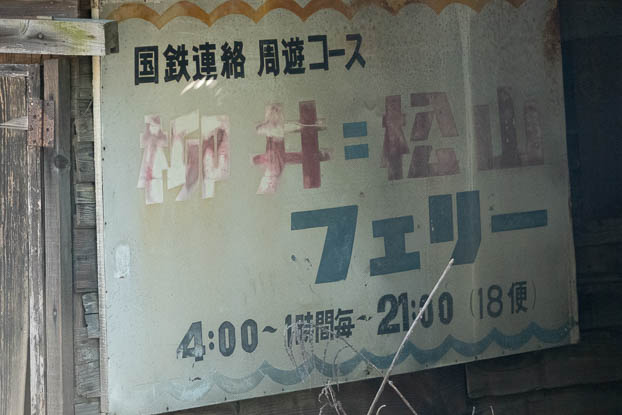 国鉄連絡 周遊コース
柳井=松山
フェリー
4:00~1時間毎~21:00(18便)